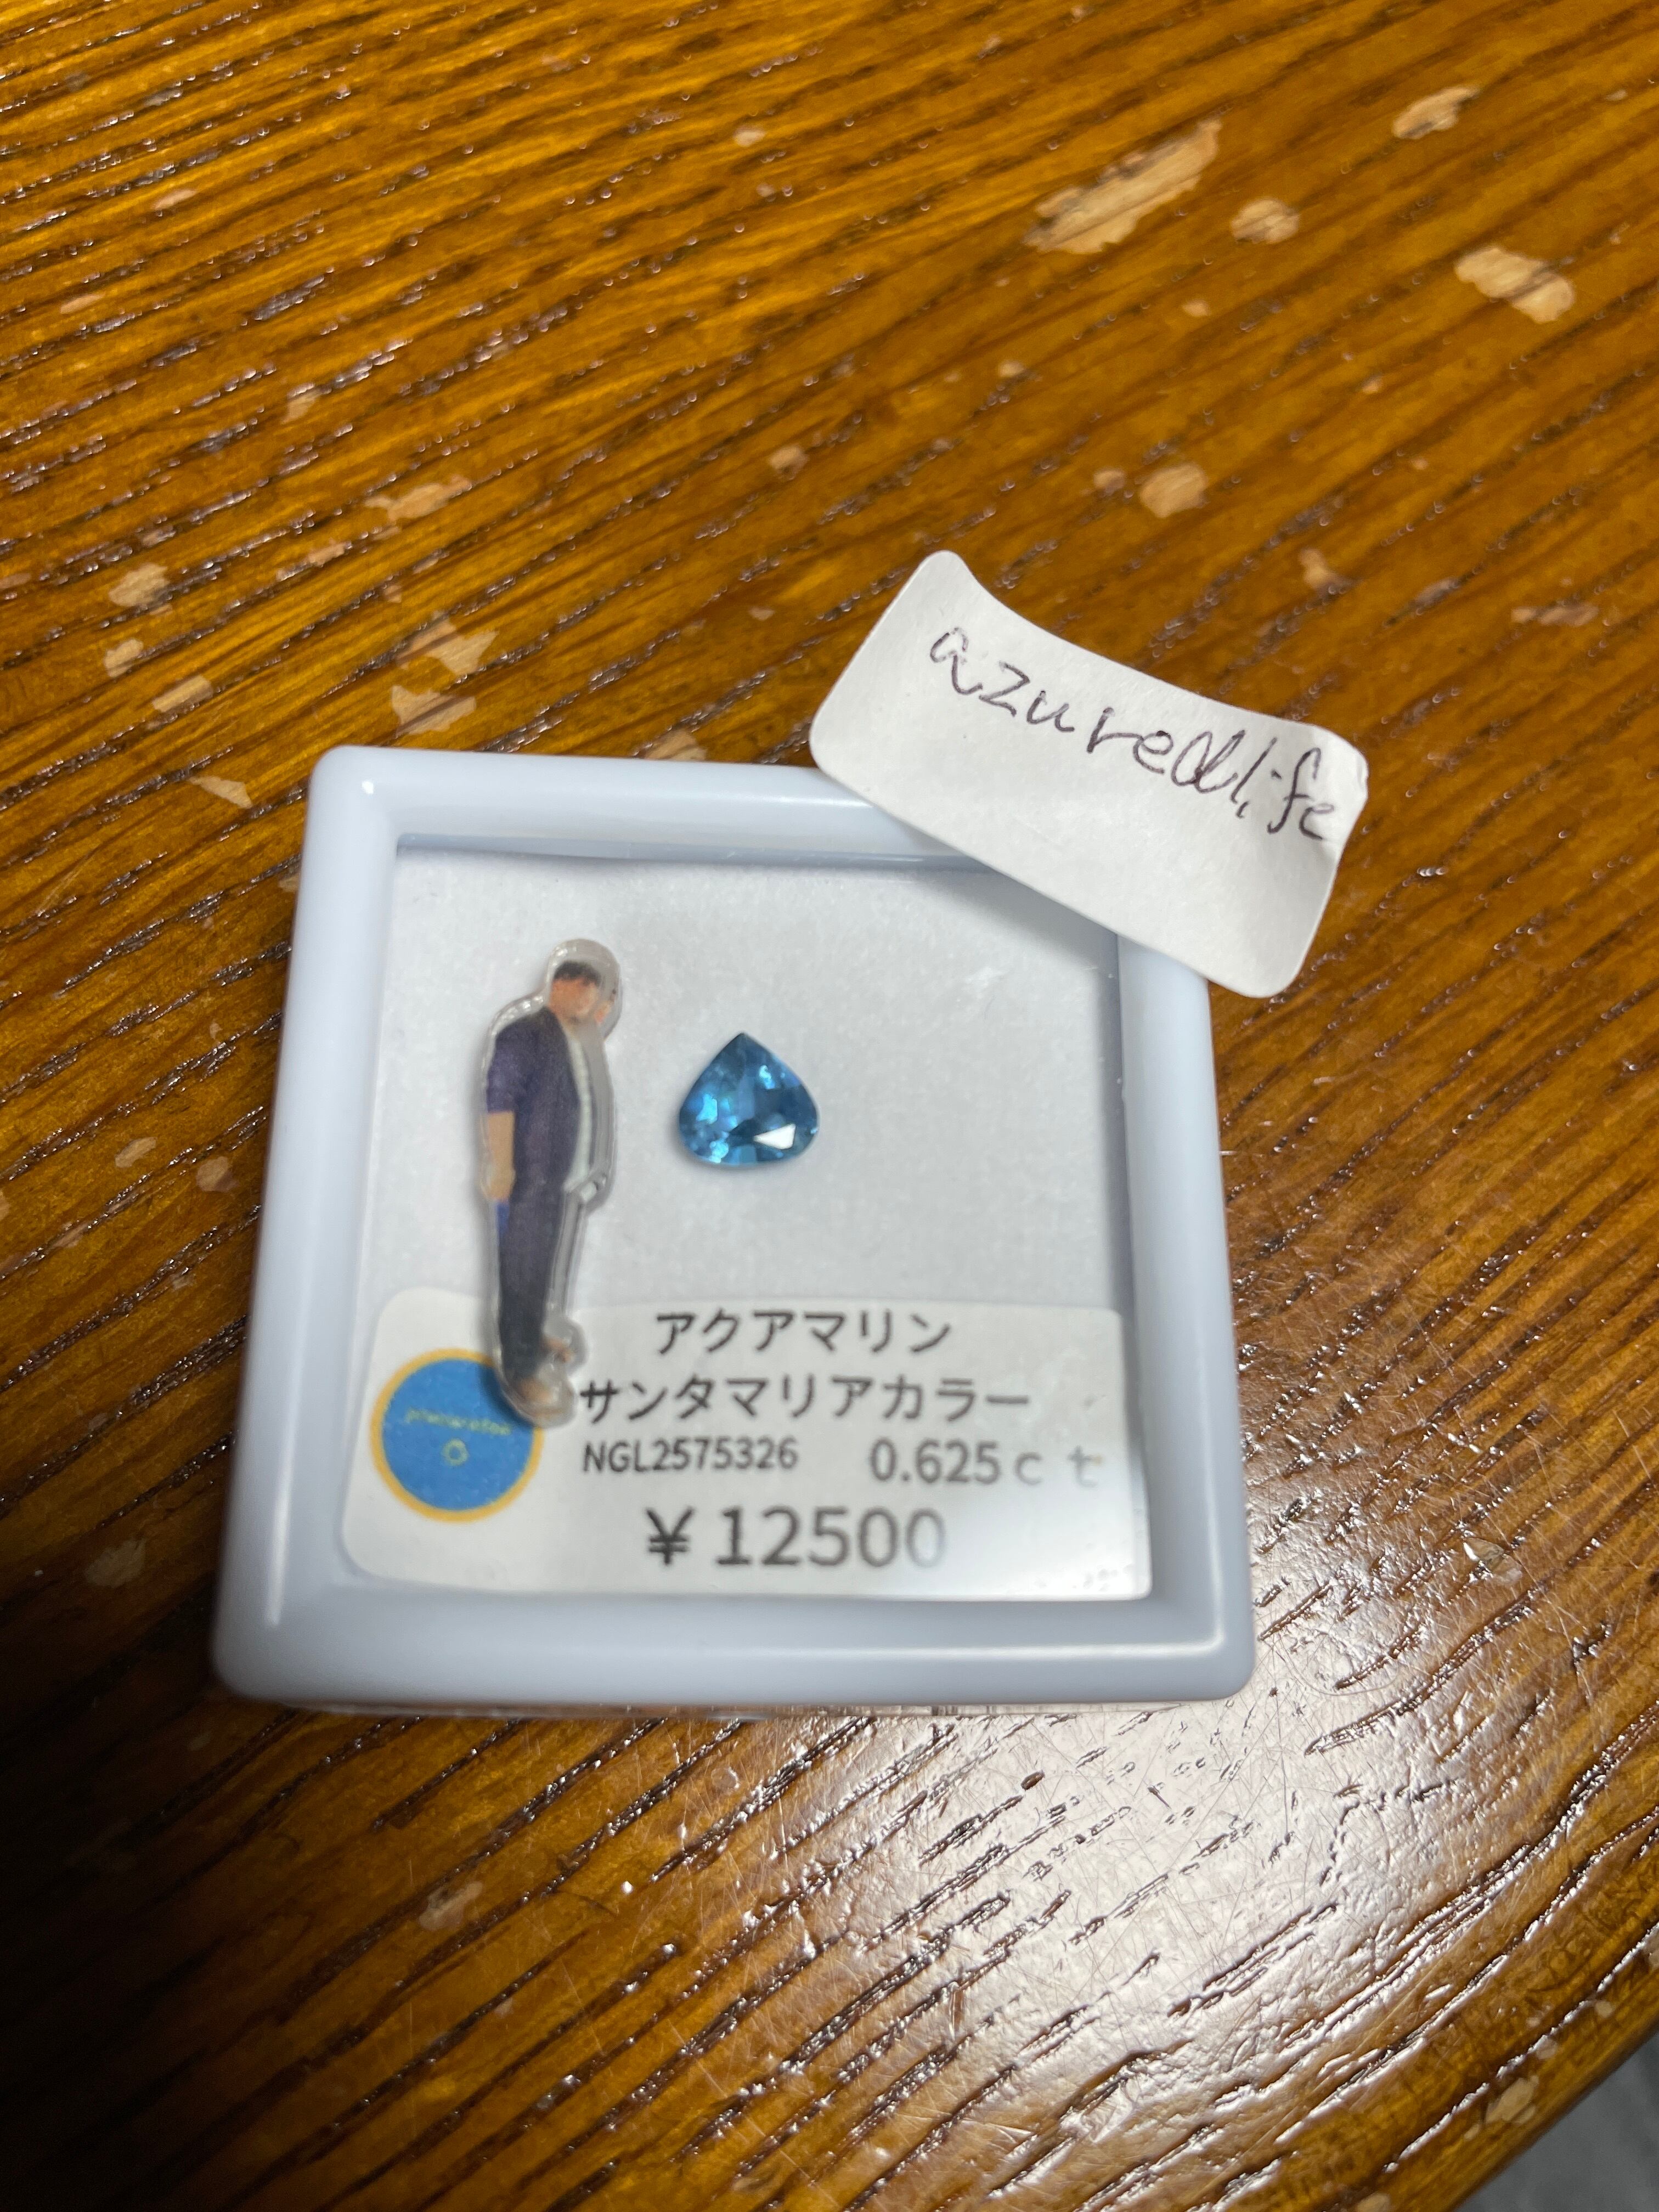 azuredlife
アクアマリン
サンタマリアカラー
NGL2575326 0.625ct
￥12500